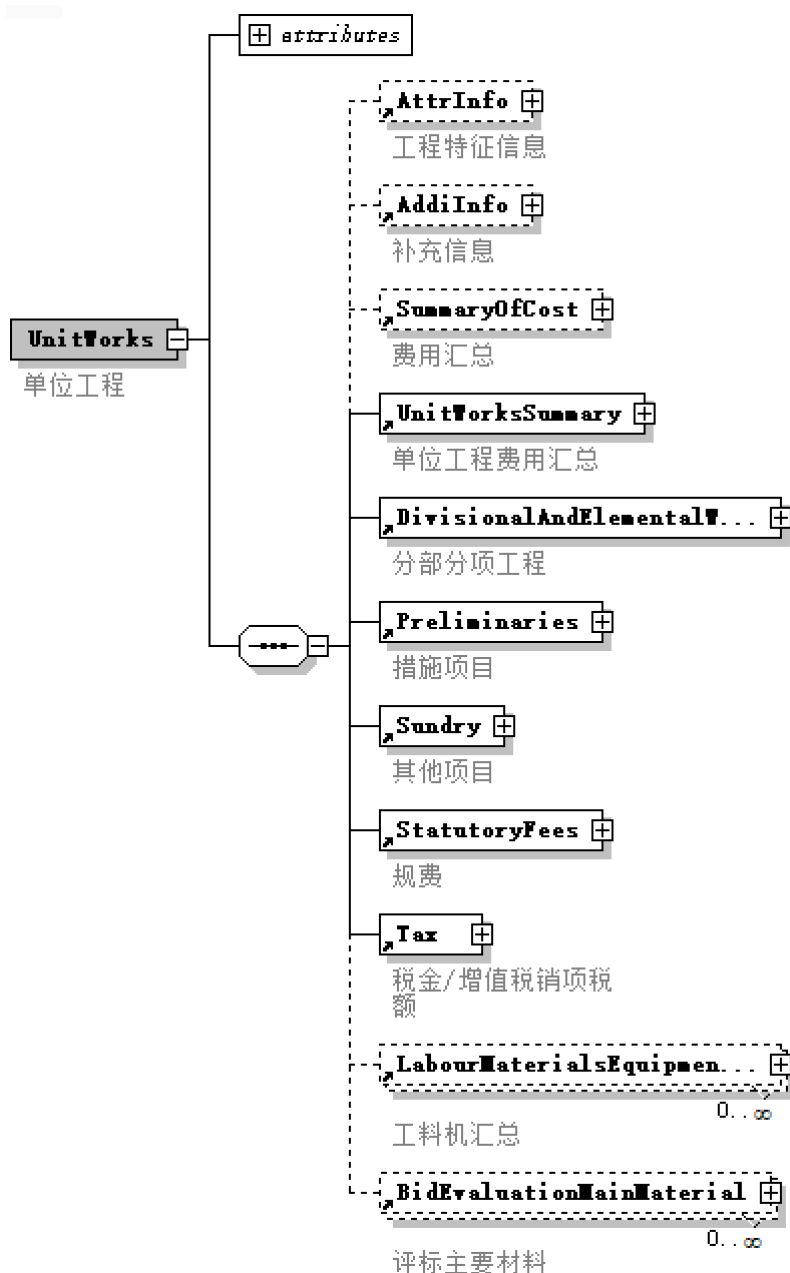 attributes
AttrInfo
工程特征信息
AddiInfo
补充信息
SummaryOfCost
费用汇总
UnitWorks
单位工程
UnitWorksSummary
单位工程费用汇总
DivisionalAndElementalW...
分部分项工程
Preliminaries
措施项目
Sundry
其他项目
StatutoryFees
规费
Tax
税金/增值税销项税
额
LabourMaterialsEquipmen...
0..∞
工料机汇总
BidEvaluationMainMaterial
0..∞
评标主要材料